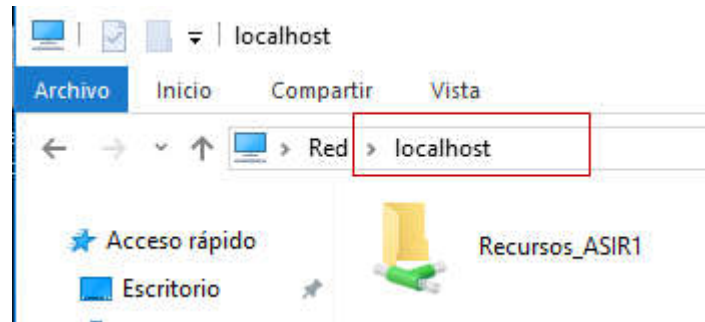 localhost
Archivo Inicio Compartir Vista
Red localhost
Acceso rápido
Recursos_ASIR1
Escritorio